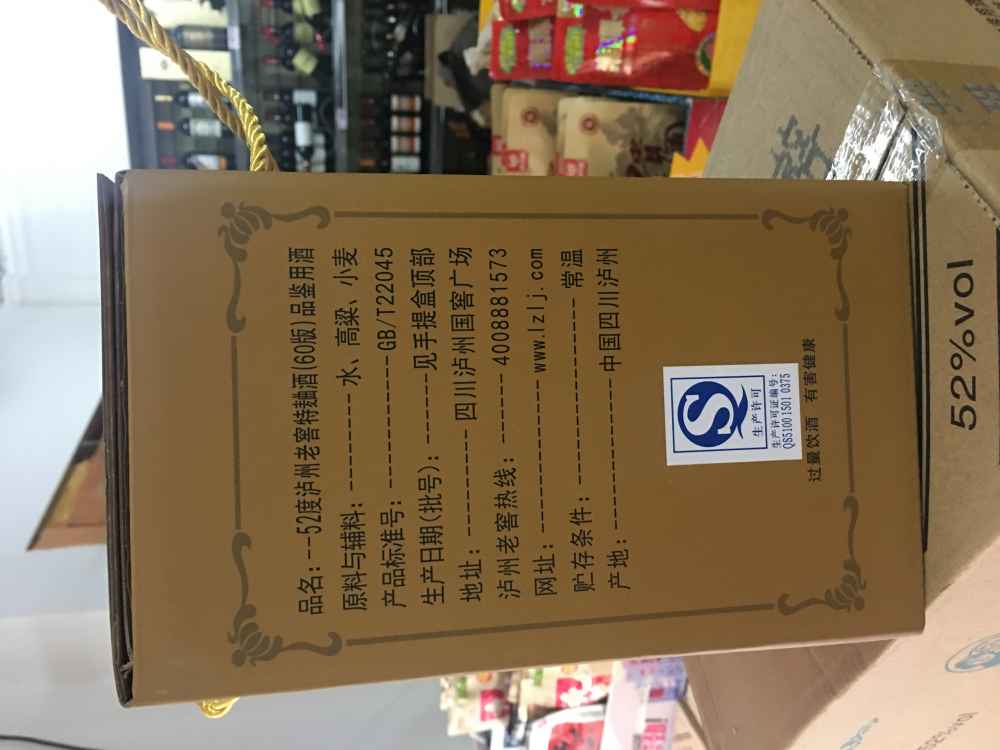 品名：--52度泸州老窖特麯酒(60版)品鉴用酒
原料与辅料：---------- 水、高粱、小麦
产品标准号：------------GB/T22045
生产日期(批号)：-------见手提盒顶部
地址：---------- 四川泸州国窖广场
泸州老窖热线：------- 4008881573
网址：--------------- www.lzlj.com
贮存条件：----------------- 常温
产地：--------------中国四川泸州
生产许可
生产许可证编号：
QS5100 1501 0375
过量饮酒 有害健康
52%vol